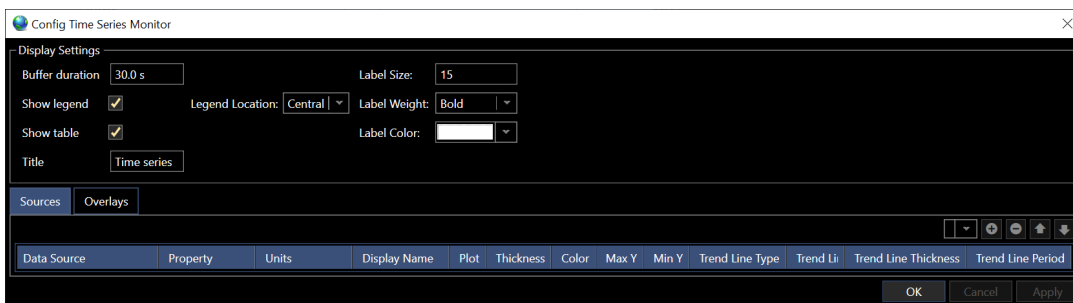 Config Time Series Monitor
Display Settings
Buffer duration 30.0 s Label Size: 15
Show legend Legend Location: Central Label Weight: Bold
Show table Label Color:
Title Time series
Sources Overlays
Data Source Property Units Display Name Plot Thickness Color Max Y Min Y Trend Line Type Trend Li Trend Line Thickness Trend Line Period
OK Cancel Apply